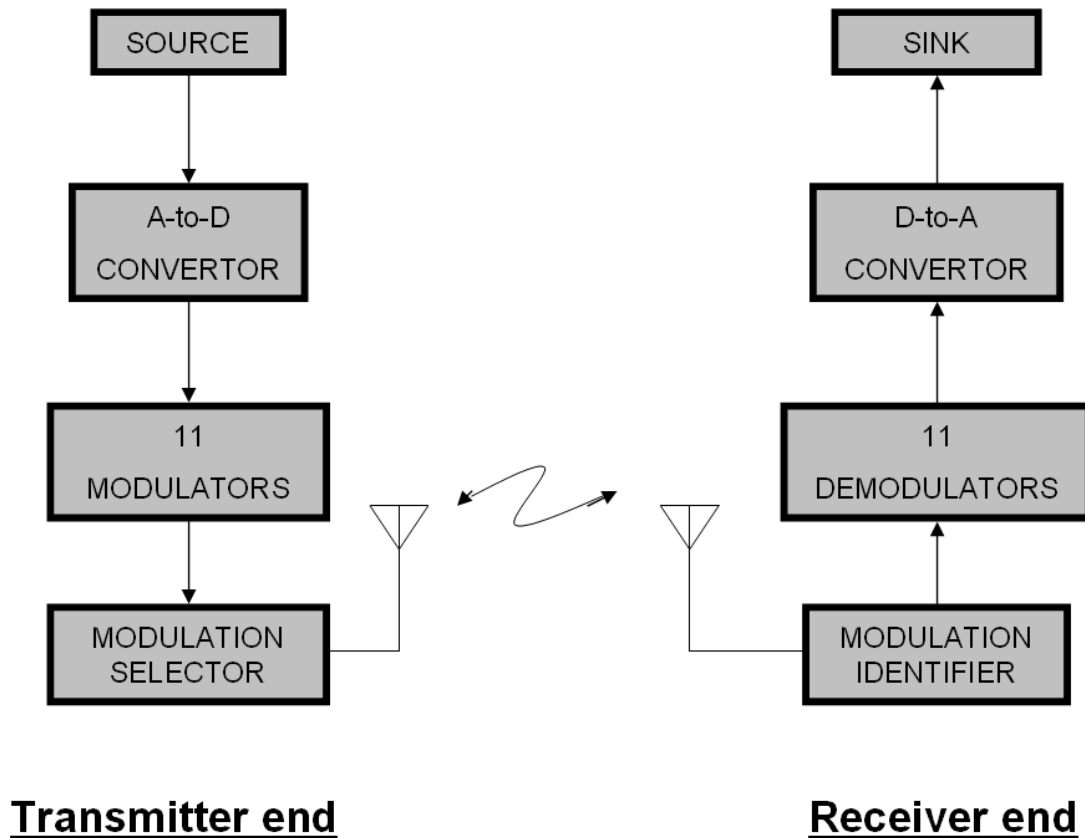 SOURCE
A-to-D
CONVERTOR
11
MODULATORS
MODULATION
SELECTOR
Transmitter end
SINK
D-to-A
CONVERTOR
11
DEMODULATORS
MODULATION
IDENTIFIER
Receiver end